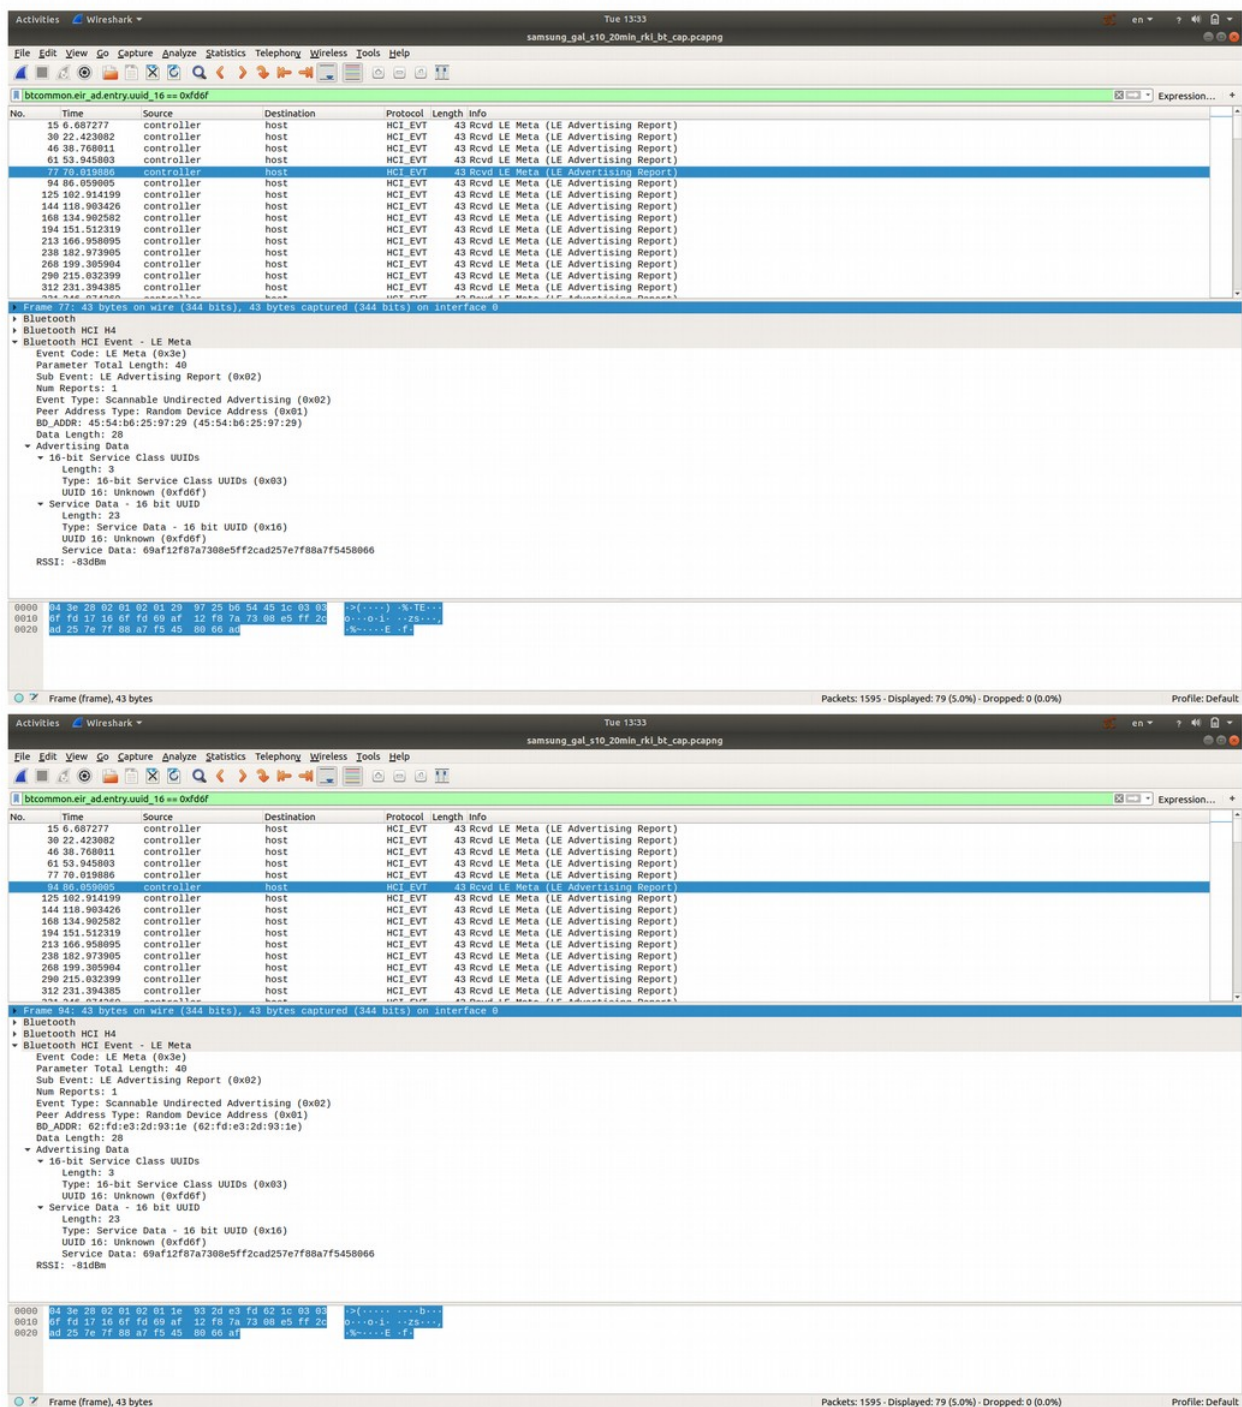 Activities Wireshark Tue 13:33 en ?
samsung_gal_s10_20min_rki_bt_cap.pcapng
File Edit View Go Capture Analyze Statistics Telephony Wireless Tools Help
btcommon.eir_ad.entry.uuid_16 == 0xfd6f Expression... +
No. Time Source Destination Protocol Length Info
15 6.687277 controller host HCI_EVT 43 Rcvd LE Meta (LE Advertising Report)
30 22.423082 controller host HCI_EVT 43 Rcvd LE Meta (LE Advertising Report)
46 38.768011 controller host HCI_EVT 43 Rcvd LE Meta (LE Advertising Report)
61 53.945803 controller host HCI_EVT 43 Rcvd LE Meta (LE Advertising Report)
77 70.019886 controller host HCI_EVT 43 Rcvd LE Meta (LE Advertising Report)
94 86.059005 controller host HCI_EVT 43 Rcvd LE Meta (LE Advertising Report)
125 102.914199 controller host HCI_EVT 43 Rcvd LE Meta (LE Advertising Report)
144 118.903426 controller host HCI_EVT 43 Rcvd LE Meta (LE Advertising Report)
168 134.902582 controller host HCI_EVT 43 Rcvd LE Meta (LE Advertising Report)
194 151.512319 controller host HCI_EVT 43 Rcvd LE Meta (LE Advertising Report)
213 166.958095 controller host HCI_EVT 43 Rcvd LE Meta (LE Advertising Report)
238 182.973905 controller host HCI_EVT 43 Rcvd LE Meta (LE Advertising Report)
268 199.305904 controller host HCI_EVT 43 Rcvd LE Meta (LE Advertising Report)
290 215.032399 controller host HCI_EVT 43 Rcvd LE Meta (LE Advertising Report)
312 231.394385 controller host HCI_EVT 43 Rcvd LE Meta (LE Advertising Report)
Frame 77: 43 bytes on wire (344 bits), 43 bytes captured (344 bits) on interface 0
Bluetooth
Bluetooth HCI H4
Bluetooth HCI Event - LE Meta
Event Code: LE Meta (0x3e)
Parameter Total Length: 40
Sub Event: LE Advertising Report (0x02)
Num Reports: 1
Event Type: Scannable Undirected Advertising (0x02)
Peer Address Type: Random Device Address (0x01)
BD_ADDR: 45:54:b6:25:97:29 (45:54:b6:25:97:29)
Data Length: 28
Advertising Data
16-bit Service Class UUIDs
Length: 3
Type: 16-bit Service Class UUIDs (0x03)
UUID 16: Unknown (0xfd6f)
Service Data - 16 bit UUID
Length: 23
Type: Service Data - 16 bit UUID (0x16)
UUID 16: Unknown (0xfd6f)
Service Data: 69af12f87a7308e5ff2cad257e7f88a7f5458066
RSSI: -83dBm
0000 04 3e 28 02 01 02 01 29 97 25 b6 54 45 1c 03 03 ·>(····) ·%·TE···
0010 6f fd 17 16 6f fd 69 af 12 f8 7a 73 08 e5 ff 2c o···o·i· ··zs···,
0020 ad 25 7e 7f 88 a7 f5 45 80 66 ad ·%~····E ·f·
Frame (frame), 43 bytes Packets: 1595 · Displayed: 79 (5.0%) · Dropped: 0 (0.0%) Profile: Default
Activities Wireshark Tue 13:33 en ?
samsung_gal_s10_20min_rki_bt_cap.pcapng
File Edit View Go Capture Analyze Statistics Telephony Wireless Tools Help
btcommon.eir_ad.entry.uuid_16 == 0xfd6f Expression... +
No. Time Source Destination Protocol Length Info
15 6.687277 controller host HCI_EVT 43 Rcvd LE Meta (LE Advertising Report)
30 22.423082 controller host HCI_EVT 43 Rcvd LE Meta (LE Advertising Report)
46 38.768011 controller host HCI_EVT 43 Rcvd LE Meta (LE Advertising Report)
61 53.945803 controller host HCI_EVT 43 Rcvd LE Meta (LE Advertising Report)
77 70.019886 controller host HCI_EVT 43 Rcvd LE Meta (LE Advertising Report)
94 86.059005 controller host HCI_EVT 43 Rcvd LE Meta (LE Advertising Report)
125 102.914199 controller host HCI_EVT 43 Rcvd LE Meta (LE Advertising Report)
144 118.903426 controller host HCI_EVT 43 Rcvd LE Meta (LE Advertising Report)
168 134.902582 controller host HCI_EVT 43 Rcvd LE Meta (LE Advertising Report)
194 151.512319 controller host HCI_EVT 43 Rcvd LE Meta (LE Advertising Report)
213 166.958095 controller host HCI_EVT 43 Rcvd LE Meta (LE Advertising Report)
238 182.973905 controller host HCI_EVT 43 Rcvd LE Meta (LE Advertising Report)
268 199.305904 controller host HCI_EVT 43 Rcvd LE Meta (LE Advertising Report)
290 215.032399 controller host HCI_EVT 43 Rcvd LE Meta (LE Advertising Report)
312 231.394385 controller host HCI_EVT 43 Rcvd LE Meta (LE Advertising Report)
Frame 94: 43 bytes on wire (344 bits), 43 bytes captured (344 bits) on interface 0
Bluetooth
Bluetooth HCI H4
Bluetooth HCI Event - LE Meta
Event Code: LE Meta (0x3e)
Parameter Total Length: 40
Sub Event: LE Advertising Report (0x02)
Num Reports: 1
Event Type: Scannable Undirected Advertising (0x02)
Peer Address Type: Random Device Address (0x01)
BD_ADDR: 62:fd:e3:2d:93:1e (62:fd:e3:2d:93:1e)
Data Length: 28
Advertising Data
16-bit Service Class UUIDs
Length: 3
Type: 16-bit Service Class UUIDs (0x03)
UUID 16: Unknown (0xfd6f)
Service Data - 16 bit UUID
Length: 23
Type: Service Data - 16 bit UUID (0x16)
UUID 16: Unknown (0xfd6f)
Service Data: 69af12f87a7308e5ff2cad257e7f88a7f5458066
RSSI: -81dBm
0000 04 3e 28 02 01 02 01 1e 93 2d e3 fd 62 1c 03 03 ·>(····· ·-··b···
0010 6f fd 17 16 6f fd 69 af 12 f8 7a 73 08 e5 ff 2c o···o·i· ··zs···,
0020 ad 25 7e 7f 88 a7 f5 45 80 66 af ·%~····E ·f·
Frame (frame), 43 bytes Packets: 1595 · Displayed: 79 (5.0%) · Dropped: 0 (0.0%) Profile: Default